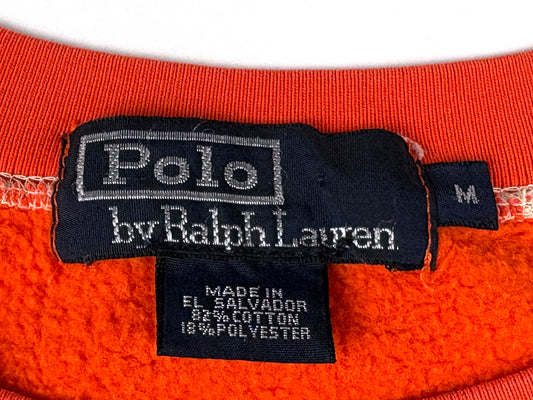 Polo
by Ralph Lauren
M
MADE IN
EL SALVADOR
82% COTTON
18% POLYESTER